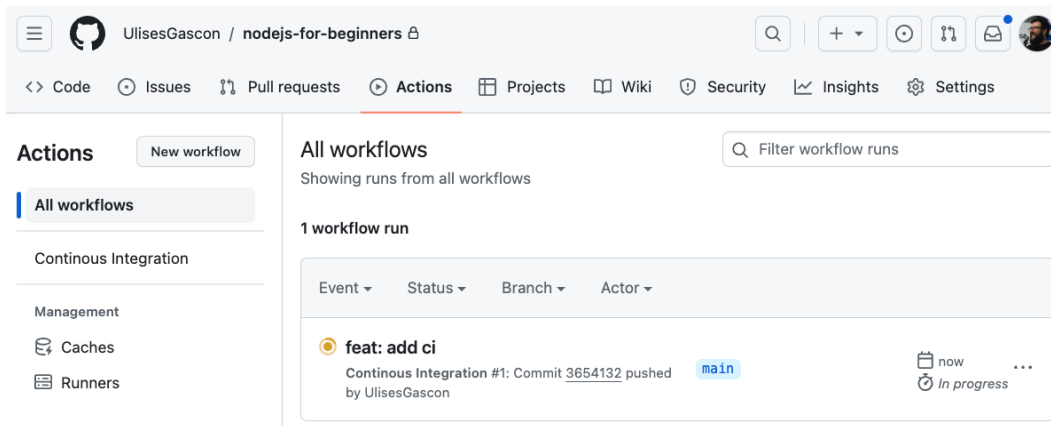 UlisesGascon / nodejs-for-beginners
Code Issues Pull requests Actions Projects Wiki Security Insights Settings
Actions
New workflow
All workflows
Continous Integration
Management
Caches
Runners
All workflows
Showing runs from all workflows
Filter workflow runs
1 workflow run
Event Status Branch Actor
feat: add ci
Continous Integration #1: Commit 3654132 pushed
by UlisesGascon
main
now
In progress